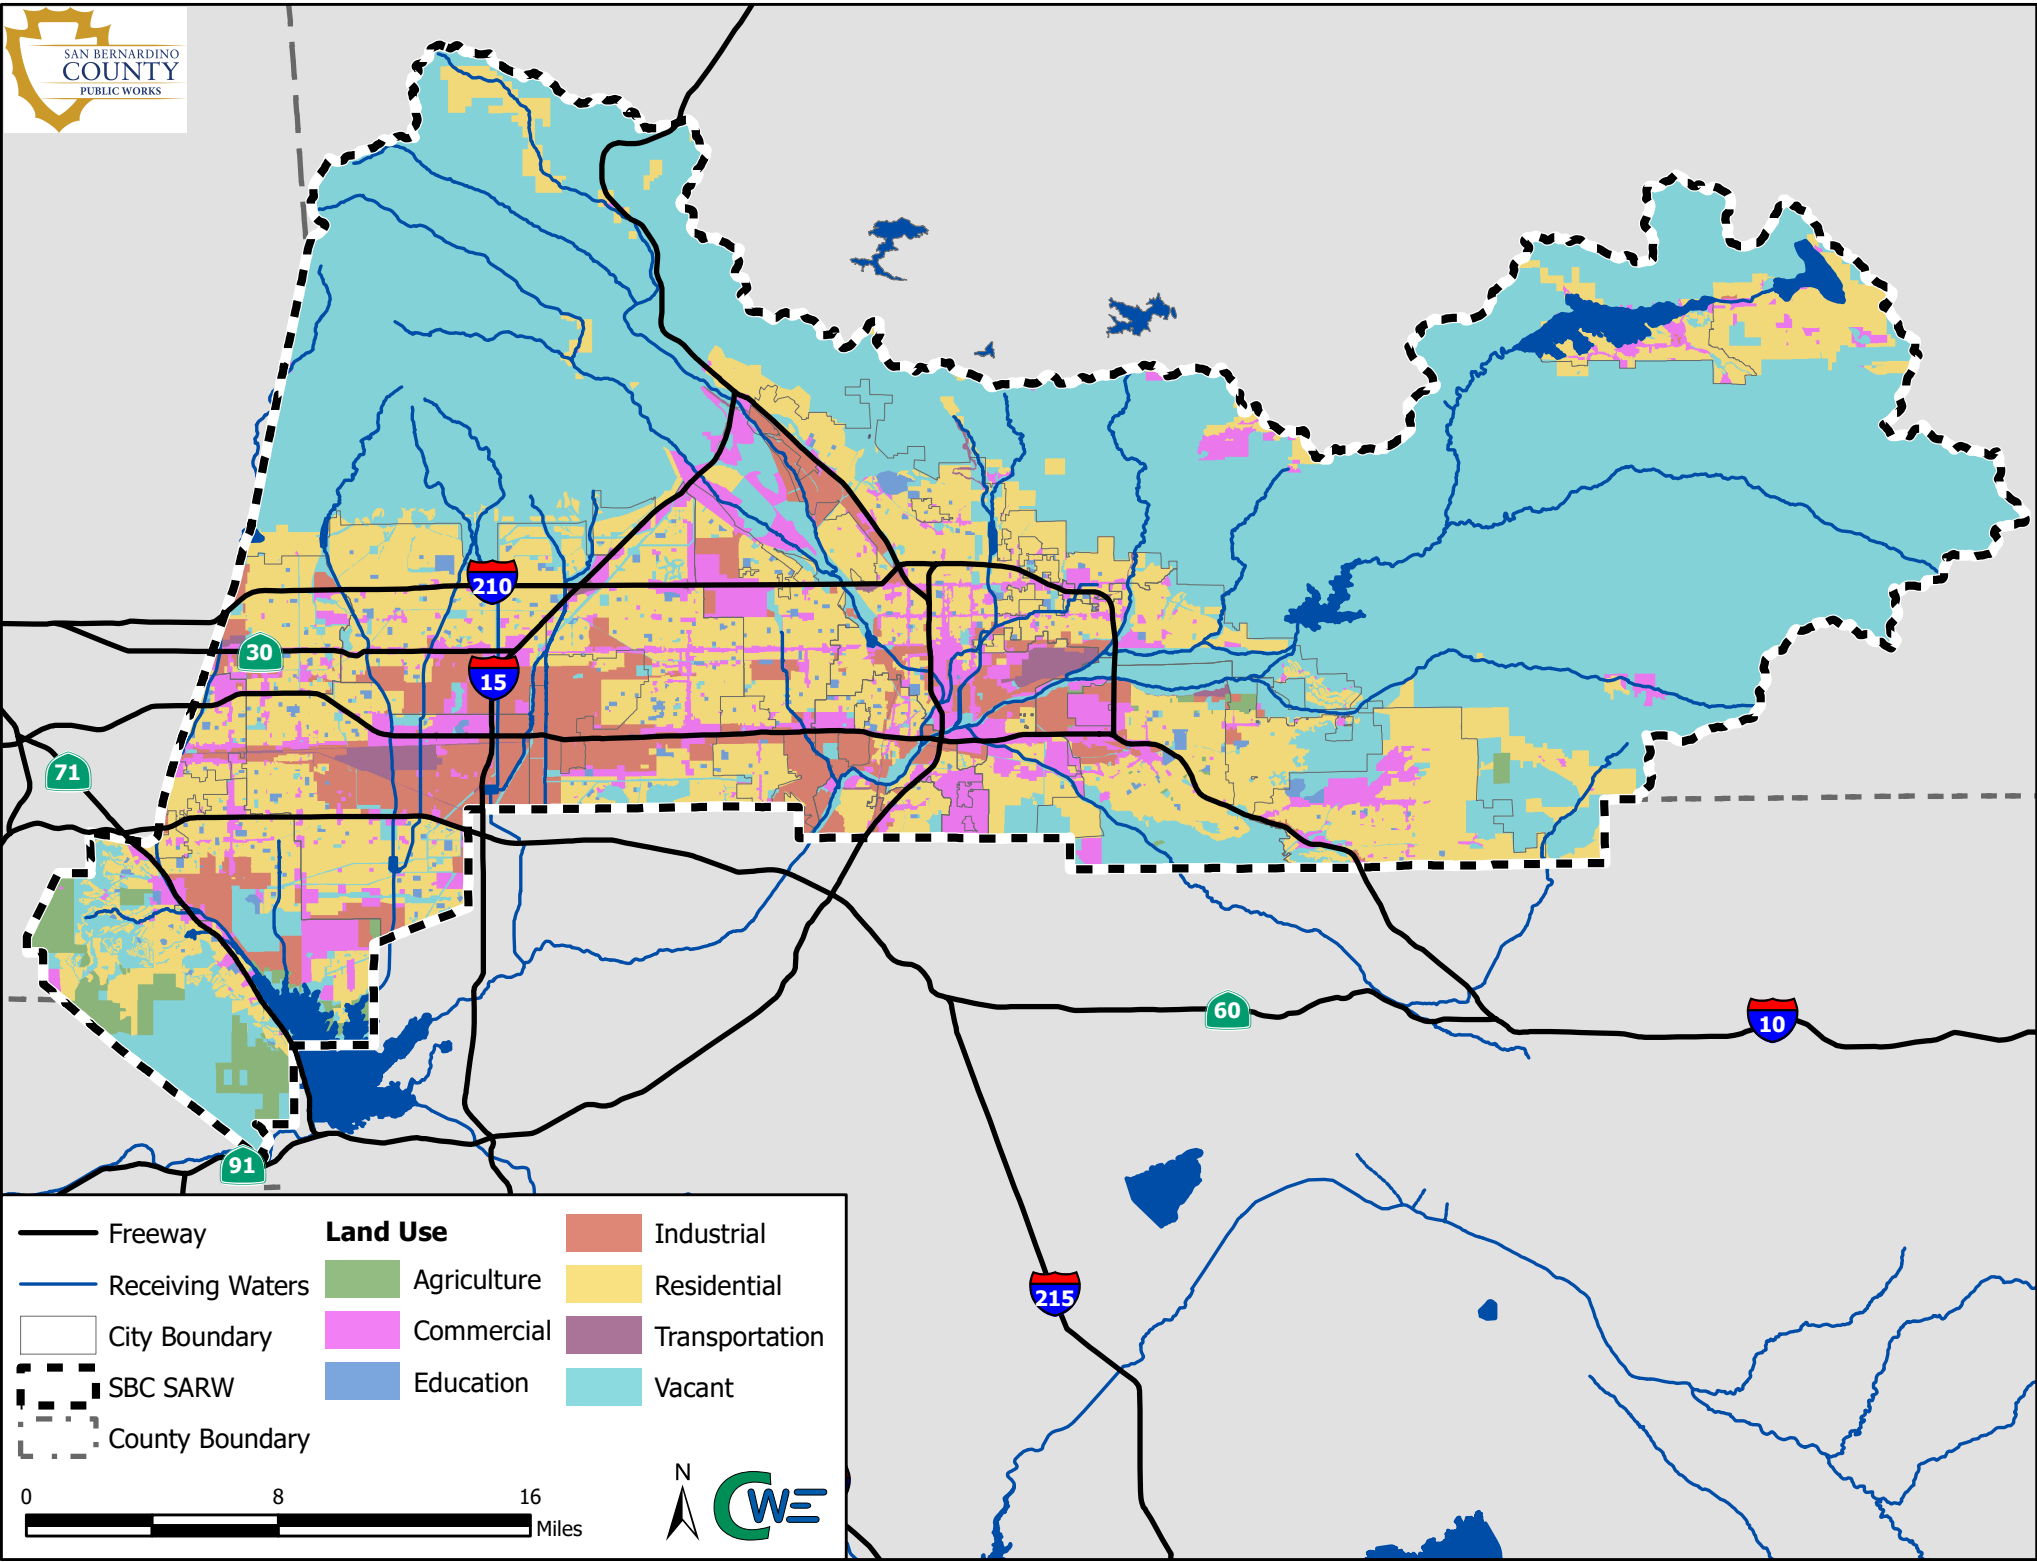 SAN BERNARDINO
COUNTY
PUBLIC WORKS
210
30
15
71
60
10
91
215
Freeway
Receiving Waters
City Boundary
SBC SARW
County Boundary
Land Use
Agriculture
Commercial
Education
Industrial
Residential
Transportation
Vacant
0 8 16
Miles
N
CWE